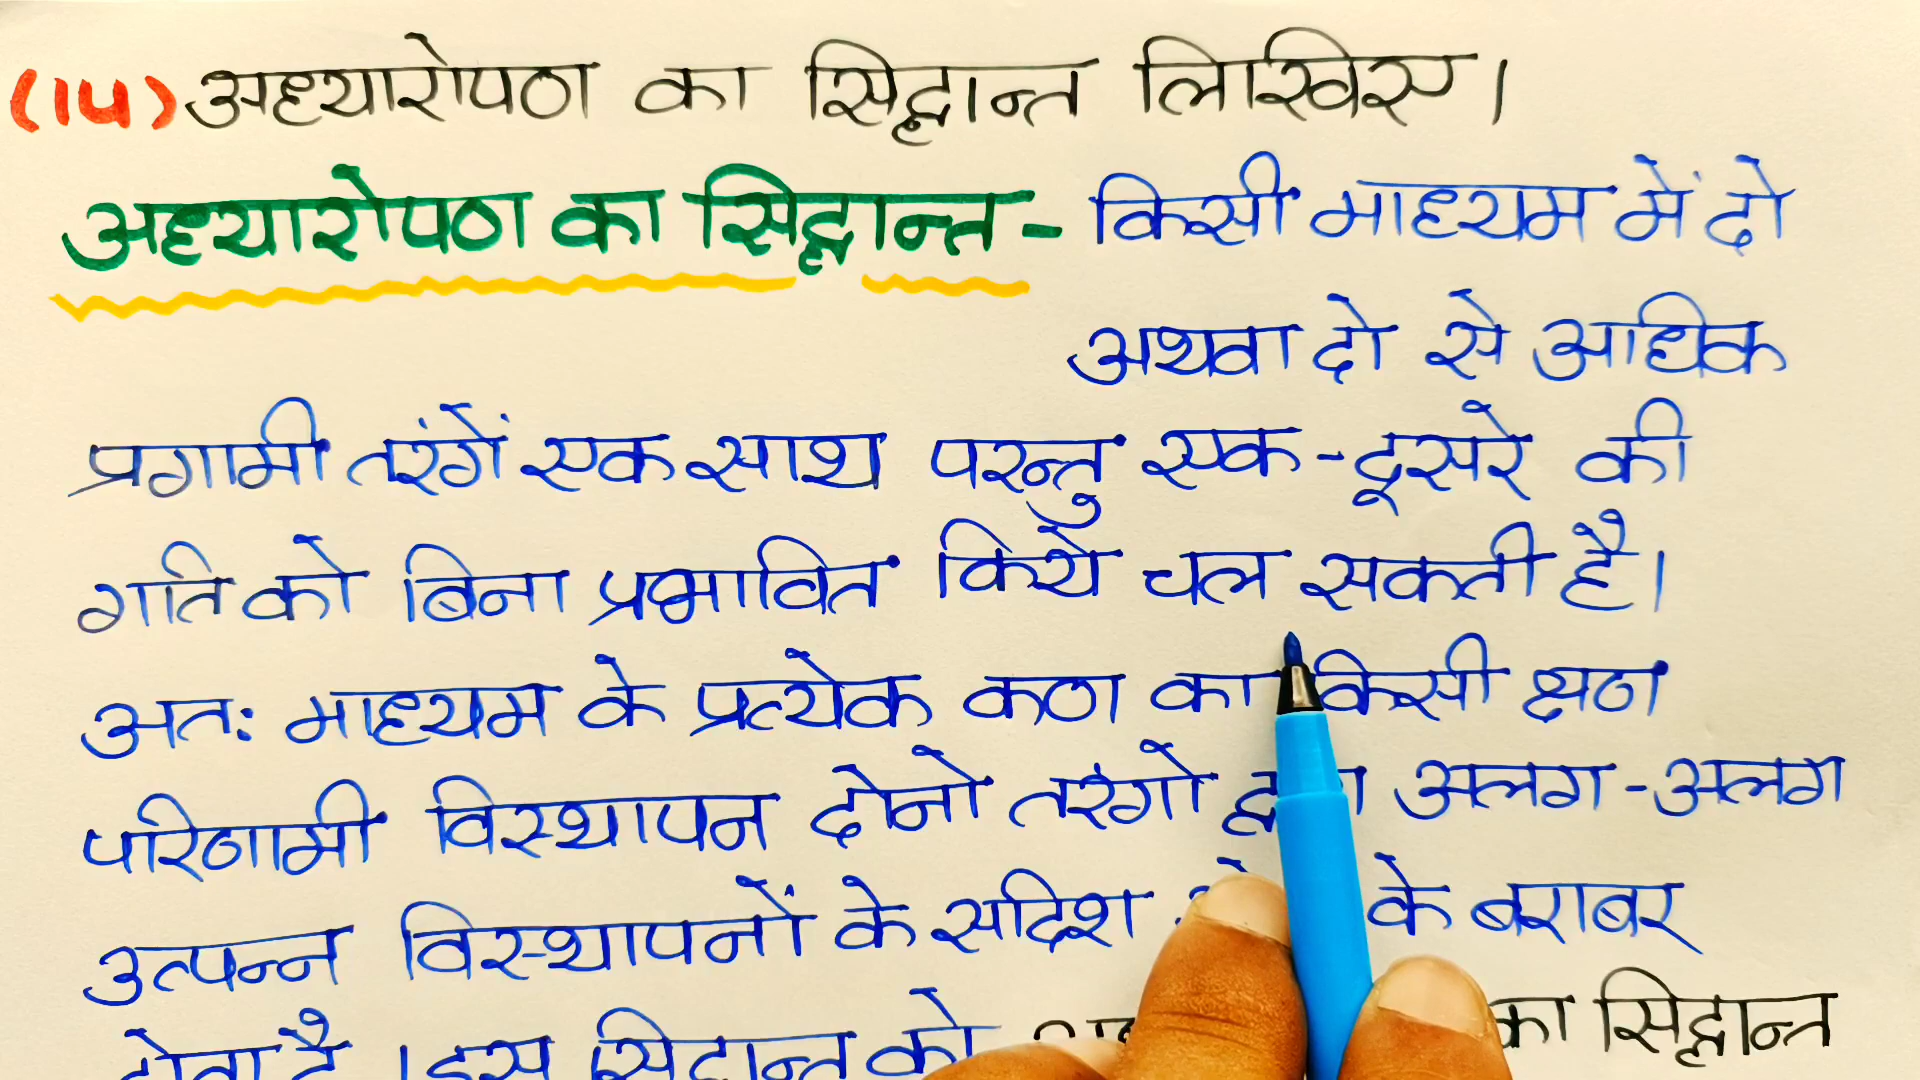 (14) अध्यारोपण का सिद्धान्त लिखिए।
अध्यारोपण का सिद्धान्त - किसी माध्यम में दो
अथवा दो से अधिक
प्रगामी तरंगें एक साथ परन्तु एक-दूसरे की
गति को बिना प्रभावित किये चल सकती है।
अतः माध्यम के प्रत्येक कण का किसी क्षण
परिणामी विस्थापन दोनो तरंगो अलग-अलग
उत्पन्न विस्थापनों के सदिश के बराबर
होता है । इस सिद्धान्त को का सिद्धान्त